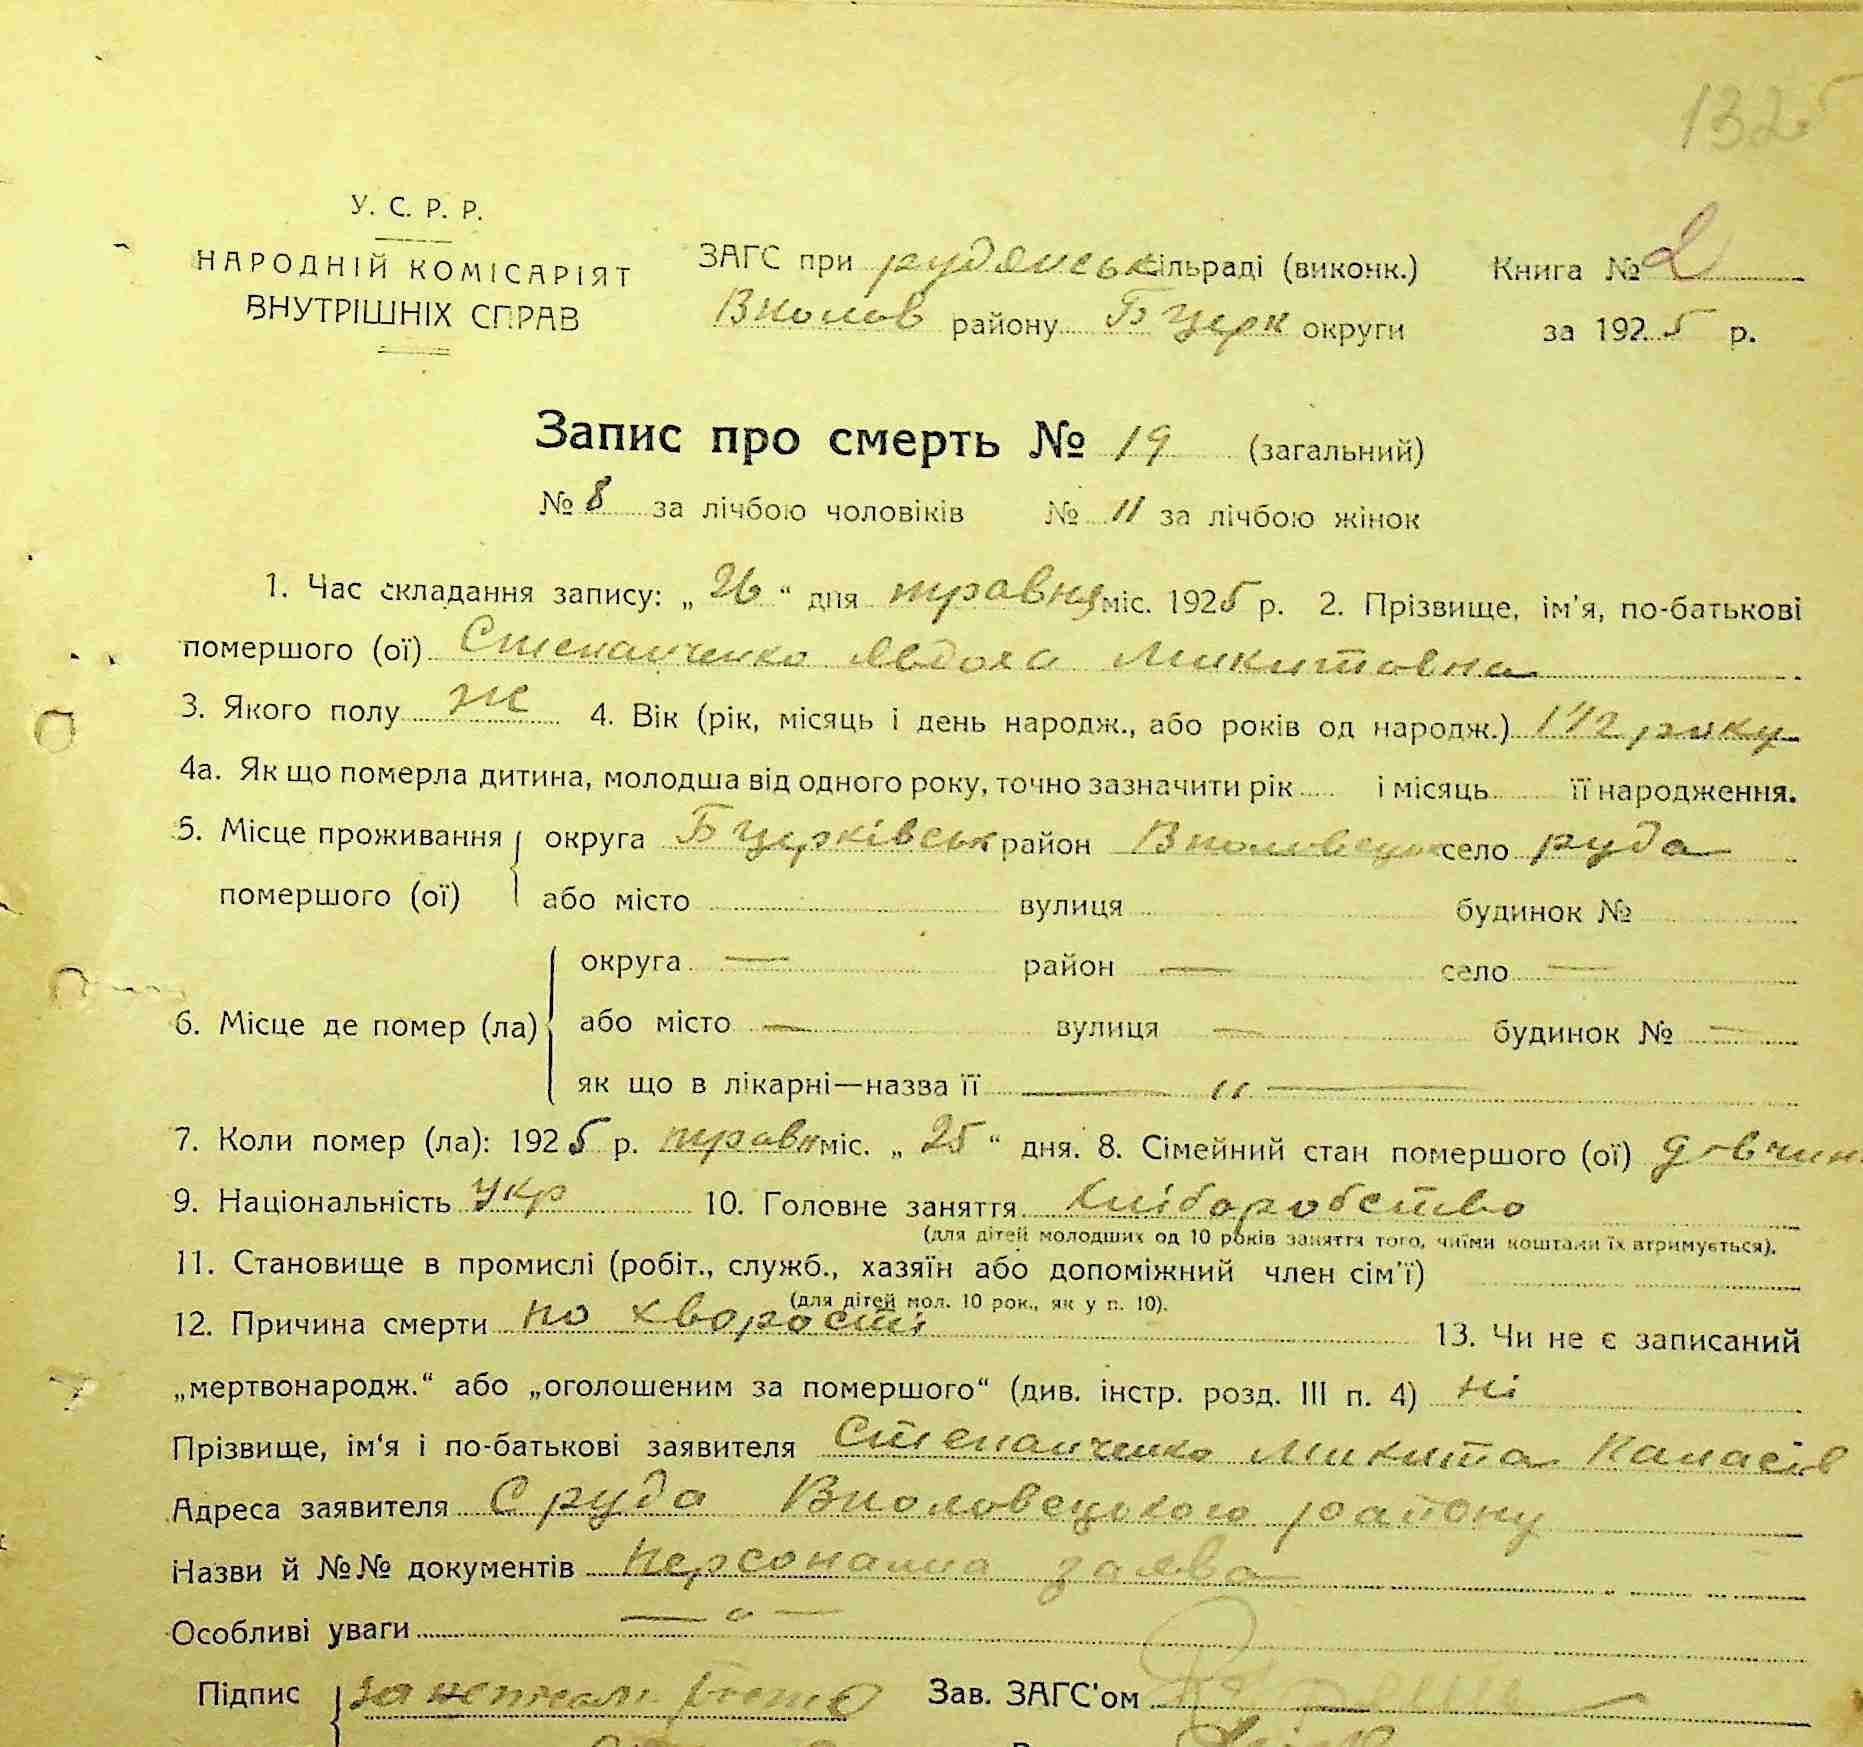 132
У. С. Р. Р.
НАРОДНІЙ КОМІСАРІЯТ
ВНУТРІШНІХ СПРАВ
ЗАГС при рудянськ сільраді (виконк.) Книга № 2
Вполов району Б Церк округи за 1925 р.
Запис про смерть № 19 (загальний)
№ 8 за лічбою чоловіків № 11 за лічбою жінок
1. Час складання запису: „26“ дня травня міс. 1925 р. 2. Прізвище, ім'я, по-батькові
помершого (ої) Степанченко Явдоха Микитовна
3. Якого полу ж 4. Вік (рік, місяць і день народж., або років од народж.) 1 1/2 року
4а. Як що померла дитина, молодша від одного року, точно зазначити рік і місяць її народження.
5. Місце проживання округа Б Церківськ район Вполовецьк село руда
помершого (ої) або місто вулиця будинок №
округа — район — село —
6. Місце де помер (ла) або місто — вулиця — будинок № —
як що в лікарні—назва її — „ —
7. Коли помер (ла): 1925 р. травн міс. „25“ дня. 8. Сімейний стан помершого (ої) дівчин
9. Національність Укр 10. Головне заняття хліборобство
(для дітей молодших од 10 років заняття того, чиїми коштами їх втримується).
11. Становище в промислі (робіт., служб., хазяїн або допоміжний член сім'ї)
(для дітей мол. 10 рок., як у п. 10).
12. Причина смерти по хворості 13. Чи не є записаний
„мертвонародж.“ або „оголошеним за помершого“ (див. інстр. розд. III п. 4) ні
Прізвище, ім'я і по-батькові заявителя Степанченко Микита
Адреса заявителя С руда Вполовецького району
Назви й №№ документів персонална заява
Особливі уваги — „ —
Підпис Зав. ЗАГС'ом